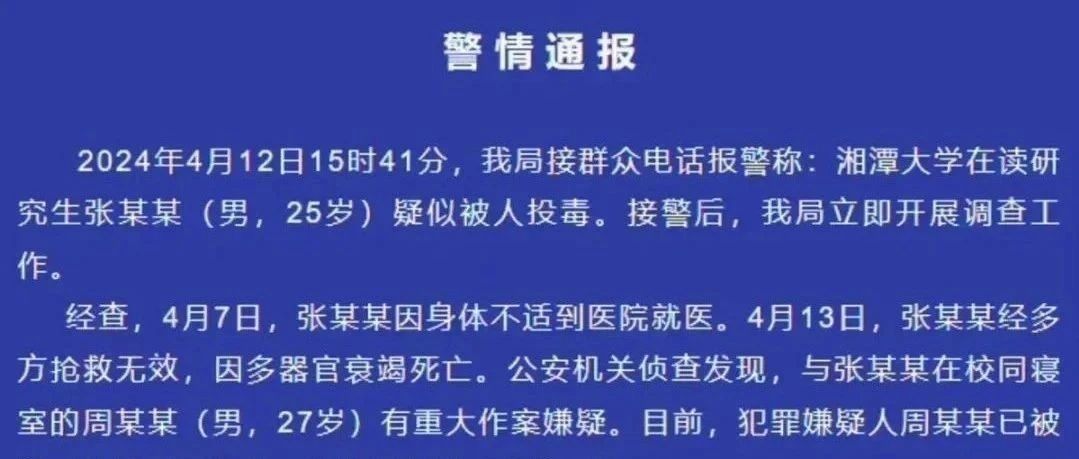 警情通报
2024年4月12日15时41分，我局接群众电话报警称：湘潭大学在读研
究生张某某（男，25岁）疑似被人投毒。接警后，我局立即开展调查工
作。
经查，4月7日，张某某因身体不适到医院就医。4月13日，张某某经多
方抢救无效，因多器官衰竭死亡。公安机关侦查发现，与张某某在校同寝
室的周某某（男，27岁）有重大作案嫌疑。目前，犯罪嫌疑人周某某已被